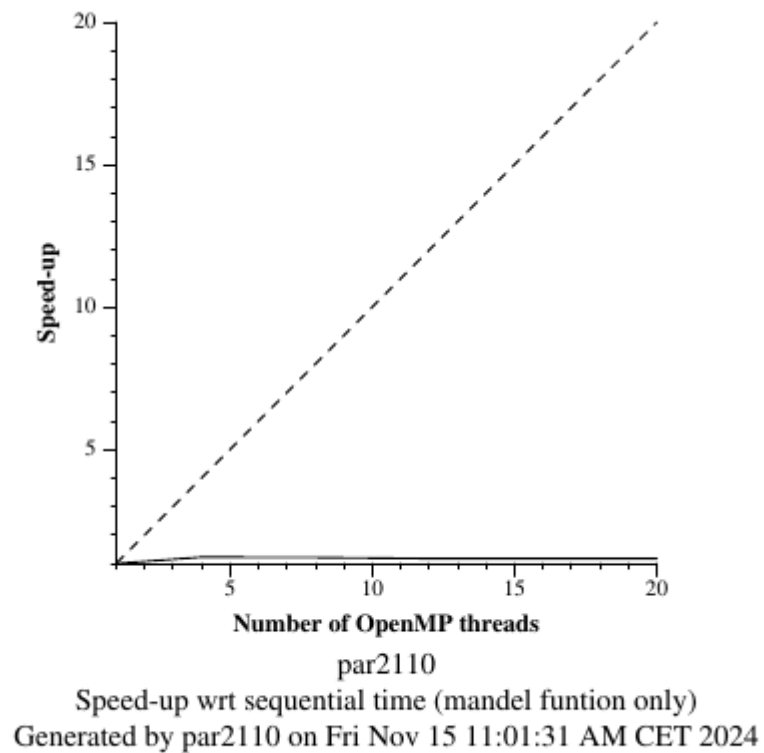 20
15
10
5
Speed-up
5 10 15 20
Number of OpenMP threads
par2110
Speed-up wrt sequential time (mandel funtion only)
Generated by par2110 on Fri Nov 15 11:01:31 AM CET 2024